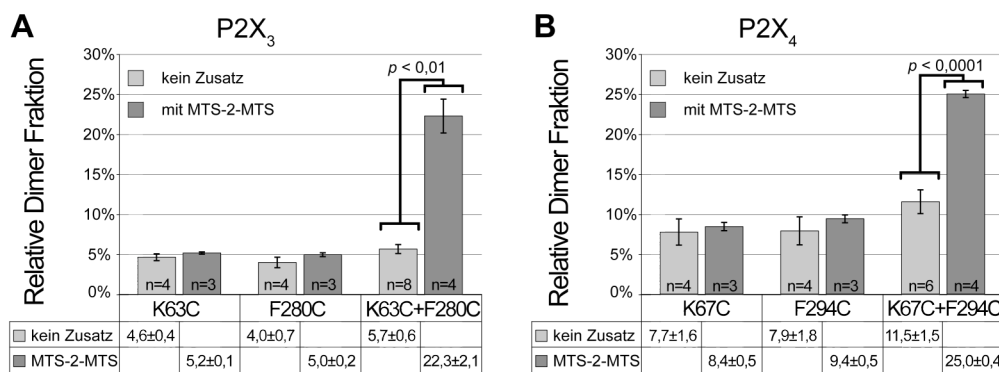 A
P2X3
Relative Dimer Fraktion
30%
25%
20%
15%
10%
5%
0%
kein Zusatz
mit MTS-2-MTS
p < 0,01
n=4 n=3 n=4 n=3 n=8 n=4
K63C F280C K63C+F280C
kein Zusatz 4,6±0,4 4,0±0,7 5,7±0,6
MTS-2-MTS 5,2±0,1 5,0±0,2 22,3±2,1
B
P2X4
Relative Dimer Fraktion
30%
25%
20%
15%
10%
5%
0%
kein Zusatz
mit MTS-2-MTS
p < 0,0001
n=4 n=3 n=4 n=3 n=6 n=4
K67C F294C K67C+F294C
kein Zusatz 7,7±1,6 7,9±1,8 11,5±1,5
MTS-2-MTS 8,4±0,5 9,4±0,5 25,0±0,4